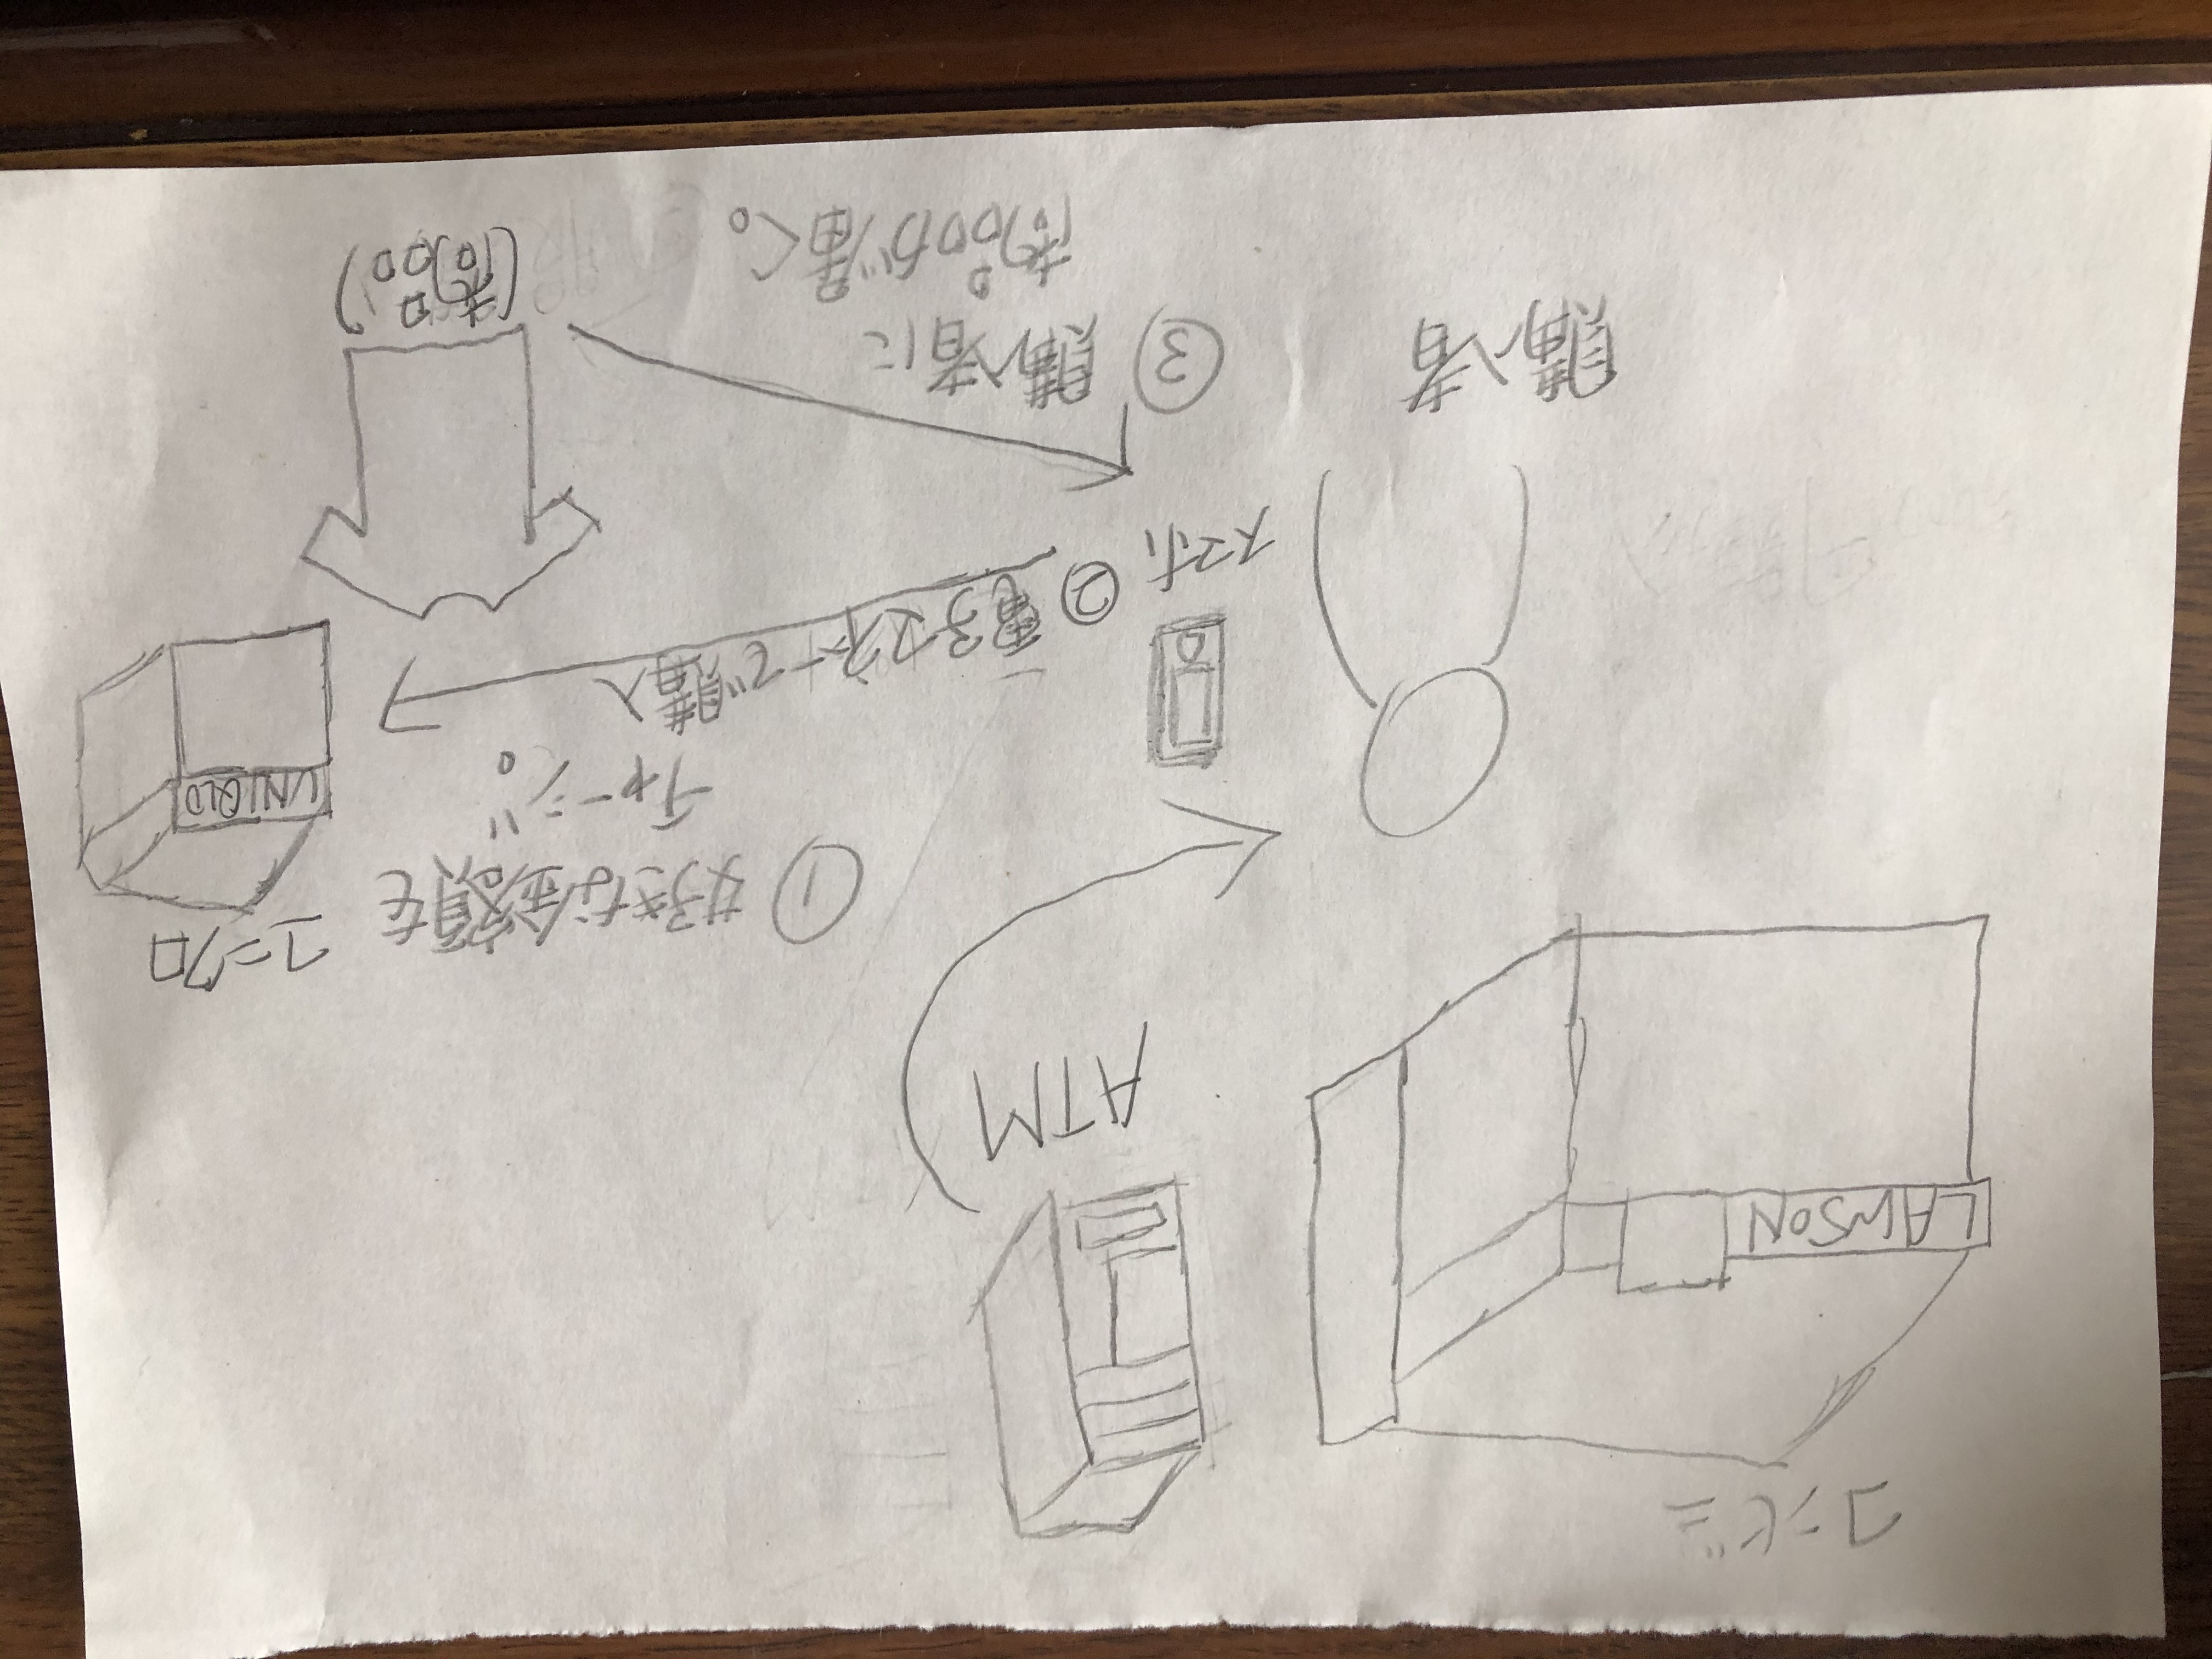 コンビニ
LAWSON
ATM
① 好きな金額を
チャージ。
ユニクロ
UNIQLO
② 電子マネーで購入
スマホ
購入者
③ 購入者に
商品が届く。
(商品)